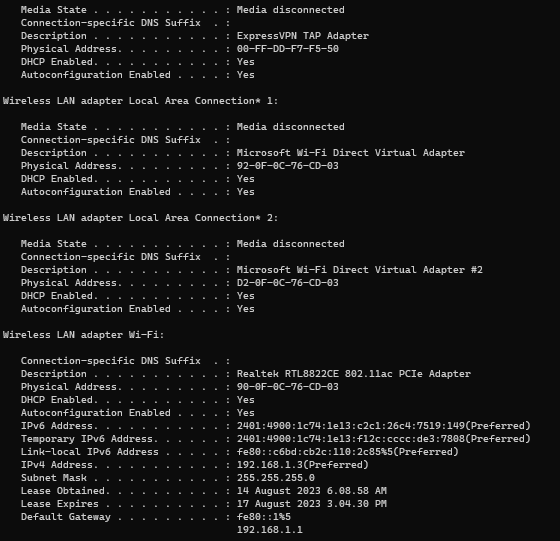 Media State . . . . . . . . . . . : Media disconnected
Connection-specific DNS Suffix  . :
Description . . . . . . . . . . . : ExpressVPN TAP Adapter
Physical Address. . . . . . . . . : 00-FF-DD-F7-F5-50
DHCP Enabled. . . . . . . . . . . : Yes
Autoconfiguration Enabled . . . . : Yes
Wireless LAN adapter Local Area Connection* 1:
Media State . . . . . . . . . . . : Media disconnected
Connection-specific DNS Suffix  . :
Description . . . . . . . . . . . : Microsoft Wi-Fi Direct Virtual Adapter
Physical Address. . . . . . . . . : 92-0F-0C-76-CD-03
DHCP Enabled. . . . . . . . . . . : Yes
Autoconfiguration Enabled . . . . : Yes
Wireless LAN adapter Local Area Connection* 2:
Media State . . . . . . . . . . . : Media disconnected
Connection-specific DNS Suffix  . :
Description . . . . . . . . . . . : Microsoft Wi-Fi Direct Virtual Adapter #2
Physical Address. . . . . . . . . : D2-0F-0C-76-CD-03
DHCP Enabled. . . . . . . . . . . : Yes
Autoconfiguration Enabled . . . . : Yes
Wireless LAN adapter Wi-Fi:
Connection-specific DNS Suffix  . :
Description . . . . . . . . . . . : Realtek RTL8822CE 802.11ac PCIe Adapter
Physical Address. . . . . . . . . : 90-0F-0C-76-CD-03
DHCP Enabled. . . . . . . . . . . : Yes
Autoconfiguration Enabled . . . . : Yes
IPv6 Address. . . . . . . . . . . : 2401:4900:1c74:1e13:c2c1:26c4:7519:149(Preferred)
Temporary IPv6 Address. . . . . . : 2401:4900:1c74:1e13:f12c:cccc:de3:7808(Preferred)
Link-local IPv6 Address . . . . . : fe80::c6bd:cb2c:110:2c85%5(Preferred)
IPv4 Address. . . . . . . . . . . : 192.168.1.3(Preferred)
Subnet Mask . . . . . . . . . . . : 255.255.255.0
Lease Obtained. . . . . . . . . . : 14 August 2023 6.08.58 AM
Lease Expires . . . . . . . . . . : 17 August 2023 3.04.30 PM
Default Gateway . . . . . . . . . : fe80::1%5
192.168.1.1